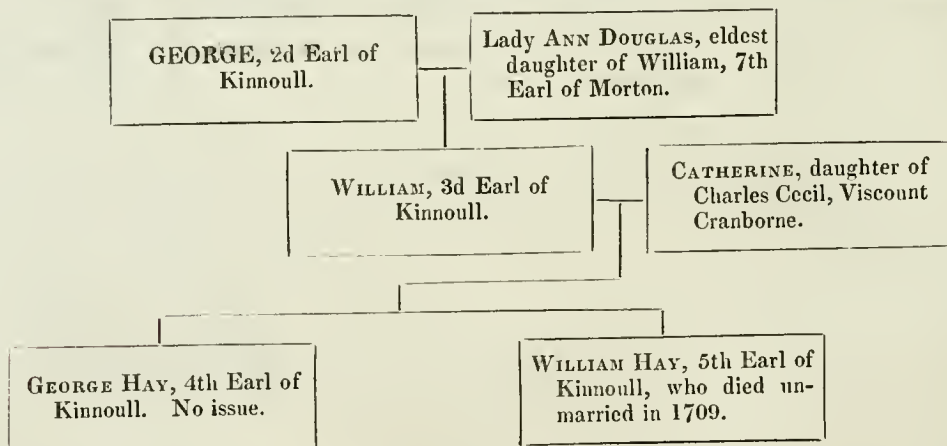 GEORGE, 2d Earl of
Kinnoull.
Lady ANN DOUGLAS, eldest
daughter of William, 7th
Earl of Morton.
WILLIAM, 3d Earl of
Kinnoull.
CATHERINE, daughter of
Charles Cecil, Viscount
Cranborne.
GEORGE HAY, 4th Earl of
Kinnoull. No issue.
WILLIAM HAY, 5th Earl of
Kinnoull, who died un-
married in 1709.